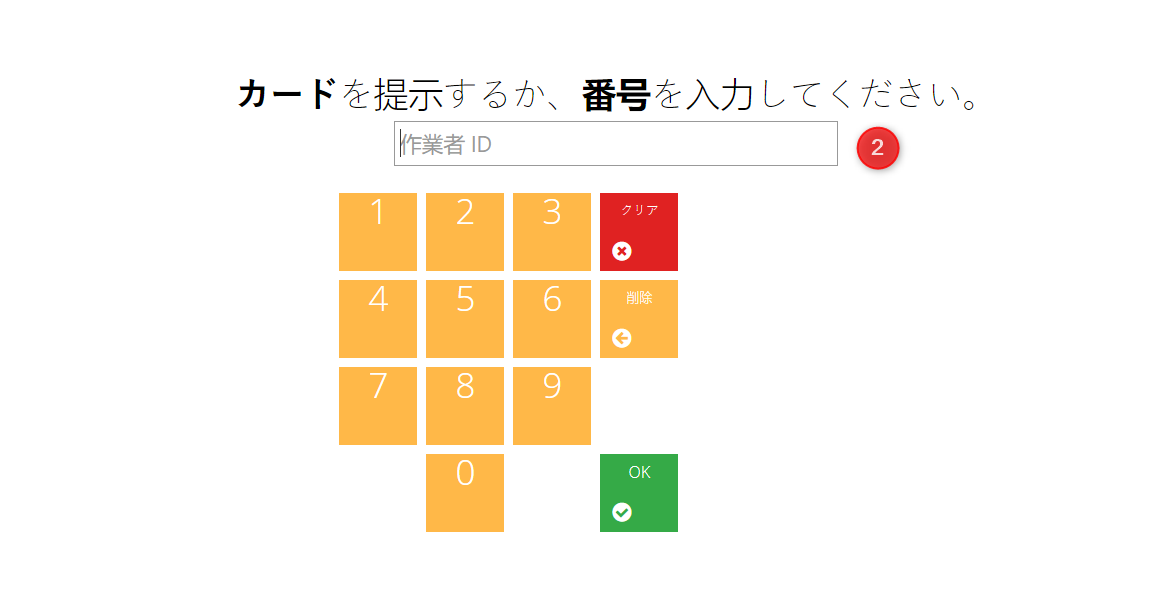 カードを提示するか、番号を入力してください。
作業者 ID
2
1 2 3 クリア
4 5 6 削除
7 8 9
0 OK